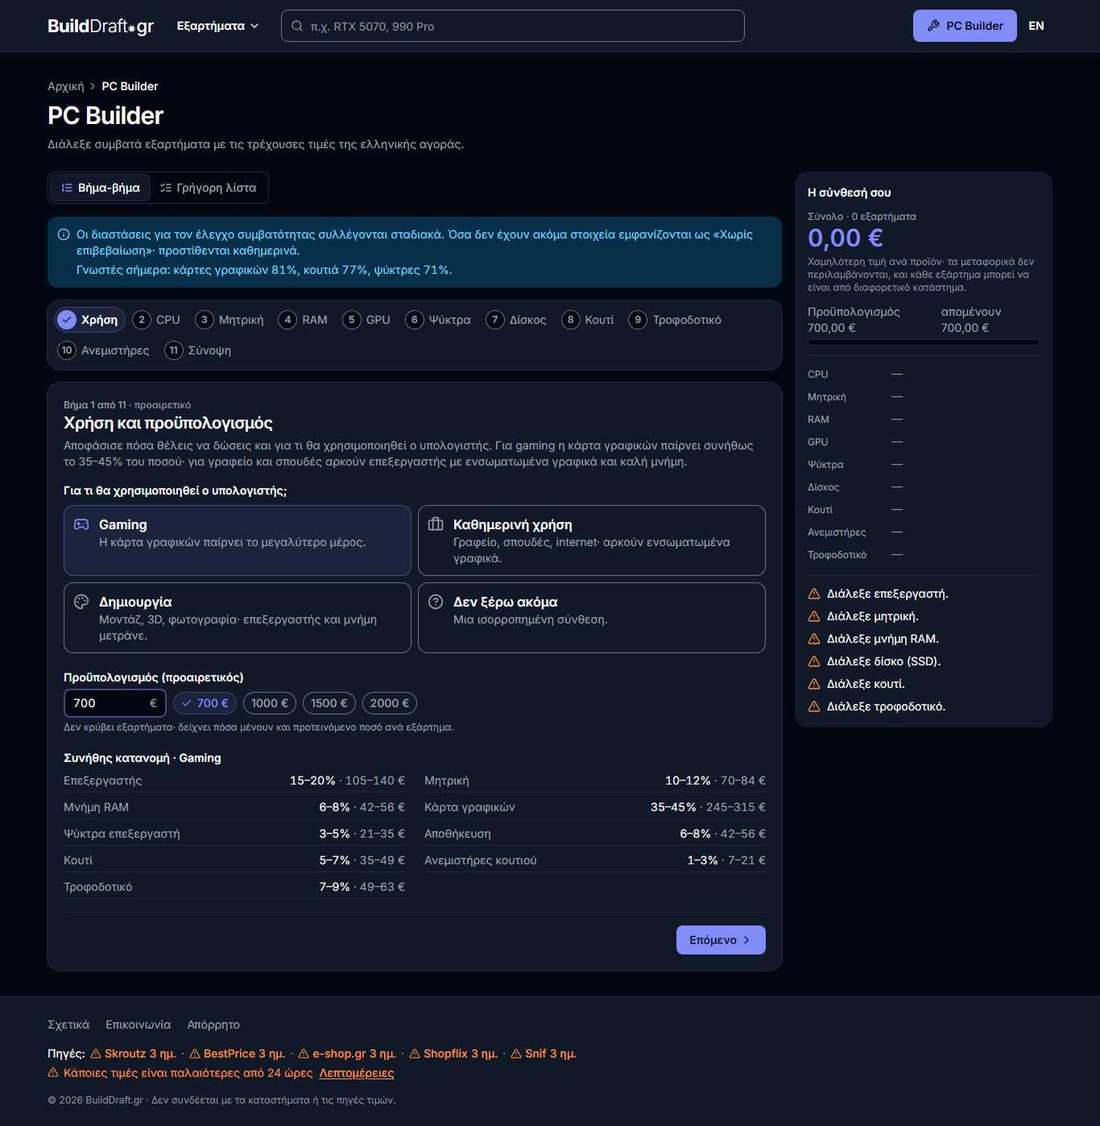 BuildDraft.gr
Εξαρτήματα
π.χ. RTX 5070, 990 Pro
PC Builder
EN
Αρχική > PC Builder
PC Builder
Διάλεξε συμβατά εξαρτήματα με τις τρέχουσες τιμές της ελληνικής αγοράς.
Βήμα-βήμα
Γρήγορη λίστα
Οι διαστάσεις για τον έλεγχο συμβατότητας συλλέγονται σταδιακά. Όσα δεν έχουν ακόμα στοιχεία εμφανίζονται ως «Χωρίς
επιβεβαίωση»· προστίθενται καθημερινά.
Γνωστές σήμερα: κάρτες γραφικών 81%, κουτιά 77%, ψύκτρες 71%.
Χρήση
2 CPU
3 Μητρική
4 RAM
5 GPU
6 Ψύκτρα
7 Δίσκος
8 Κουτί
9 Τροφοδοτικό
10 Ανεμιστήρες
11 Σύνοψη
Βήμα 1 από 11 · προαιρετικό
Χρήση και προϋπολογισμός
Αποφάσισε πόσα θέλεις να δώσεις και για τι θα χρησιμοποιηθεί ο υπολογιστής. Για gaming η κάρτα γραφικών παίρνει συνήθως
το 35–45% του ποσού· για γραφείο και σπουδές αρκούν επεξεργαστής με ενσωματωμένα γραφικά και καλή μνήμη.
Για τι θα χρησιμοποιηθεί ο υπολογιστής;
Gaming
Η κάρτα γραφικών παίρνει το μεγαλύτερο μέρος.
Καθημερινή χρήση
Γραφείο, σπουδές, internet· αρκούν ενσωματωμένα
γραφικά.
Δημιουργία
Μοντάζ, 3D, φωτογραφία· επεξεργαστής και μνήμη
μετράνε.
Δεν ξέρω ακόμα
Μια ισορροπημένη σύνθεση.
Προϋπολογισμός (προαιρετικός)
700 €
700 €
1000 €
1500 €
2000 €
Δεν κρύβει εξαρτήματα· δείχνει πόσα μένουν και προτεινόμενο ποσό ανά εξάρτημα.
Συνήθης κατανομή · Gaming
Επεξεργαστής 15–20% · 105–140 €
Μητρική 10–12% · 70–84 €
Μνήμη RAM 6–8% · 42–56 €
Κάρτα γραφικών 35–45% · 245–315 €
Ψύκτρα επεξεργαστή 3–5% · 21–35 €
Αποθήκευση 6–8% · 42–56 €
Κουτί 5–7% · 35–49 €
Ανεμιστήρες κουτιού 1–3% · 7–21 €
Τροφοδοτικό 7–9% · 49–63 €
Επόμενο
Η σύνθεσή σου
Σύνολο · 0 εξαρτήματα
0,00 €
Χαμηλότερη τιμή ανά προϊόν· τα μεταφορικά δεν
περιλαμβάνονται, και κάθε εξάρτημα μπορεί να
είναι από διαφορετικό κατάστημα.
Προϋπολογισμός απομένουν
700,00 € 700,00 €
CPU —
Μητρική —
RAM —
GPU —
Ψύκτρα —
Δίσκος —
Κουτί —
Ανεμιστήρες —
Τροφοδοτικό —
Διάλεξε επεξεργαστή.
Διάλεξε μητρική.
Διάλεξε μνήμη RAM.
Διάλεξε δίσκο (SSD).
Διάλεξε κουτί.
Διάλεξε τροφοδοτικό.
Σχετικά Επικοινωνία Απόρρητο
Πηγές: Skroutz 3 ημ. · BestPrice 3 ημ. · e-shop.gr 3 ημ. · Shopflix 3 ημ. · Snif 3 ημ.
Κάποιες τιμές είναι παλαιότερες από 24 ώρες Λεπτομέρειες
© 2026 BuildDraft.gr · Δεν συνδέεται με τα καταστήματα ή τις πηγές τιμών.